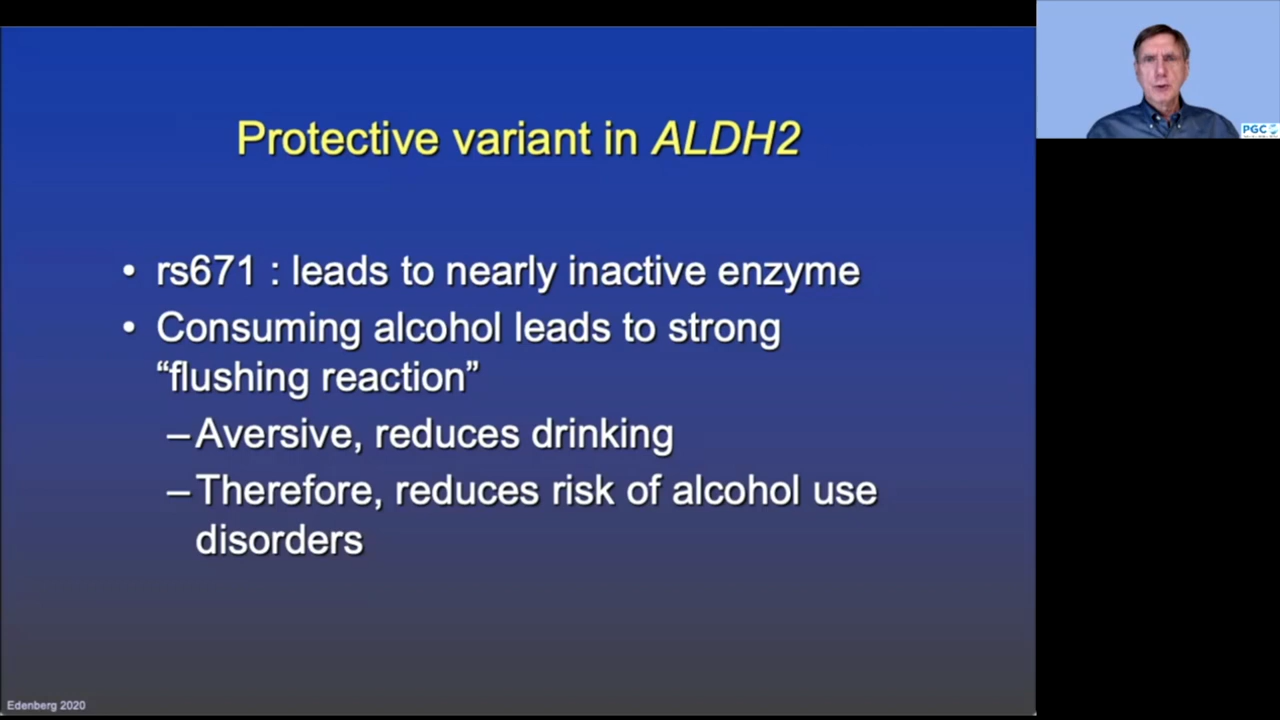 Protective variant in ALDH2
• rs671 : leads to nearly inactive enzyme
• Consuming alcohol leads to strong
“flushing reaction”
–Aversive, reduces drinking
–Therefore, reduces risk of alcohol use
disorders
Edenberg 2020
PGC